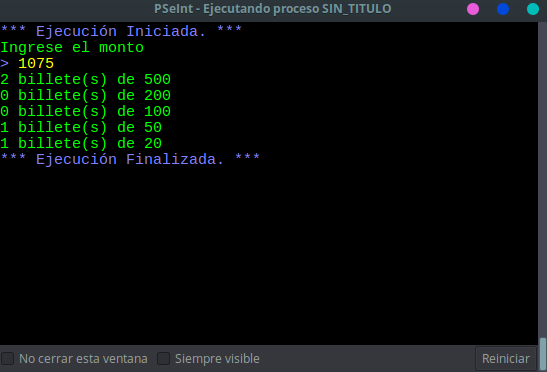 PSeInt - Ejecutando proceso SIN_TITULO
*** Ejecución Iniciada. ***
Ingrese el monto
> 1075
2 billete(s) de 500
0 billete(s) de 200
0 billete(s) de 100
1 billete(s) de 50
1 billete(s) de 20
*** Ejecución Finalizada. ***
No cerrar esta ventana Siempre visible Reiniciar